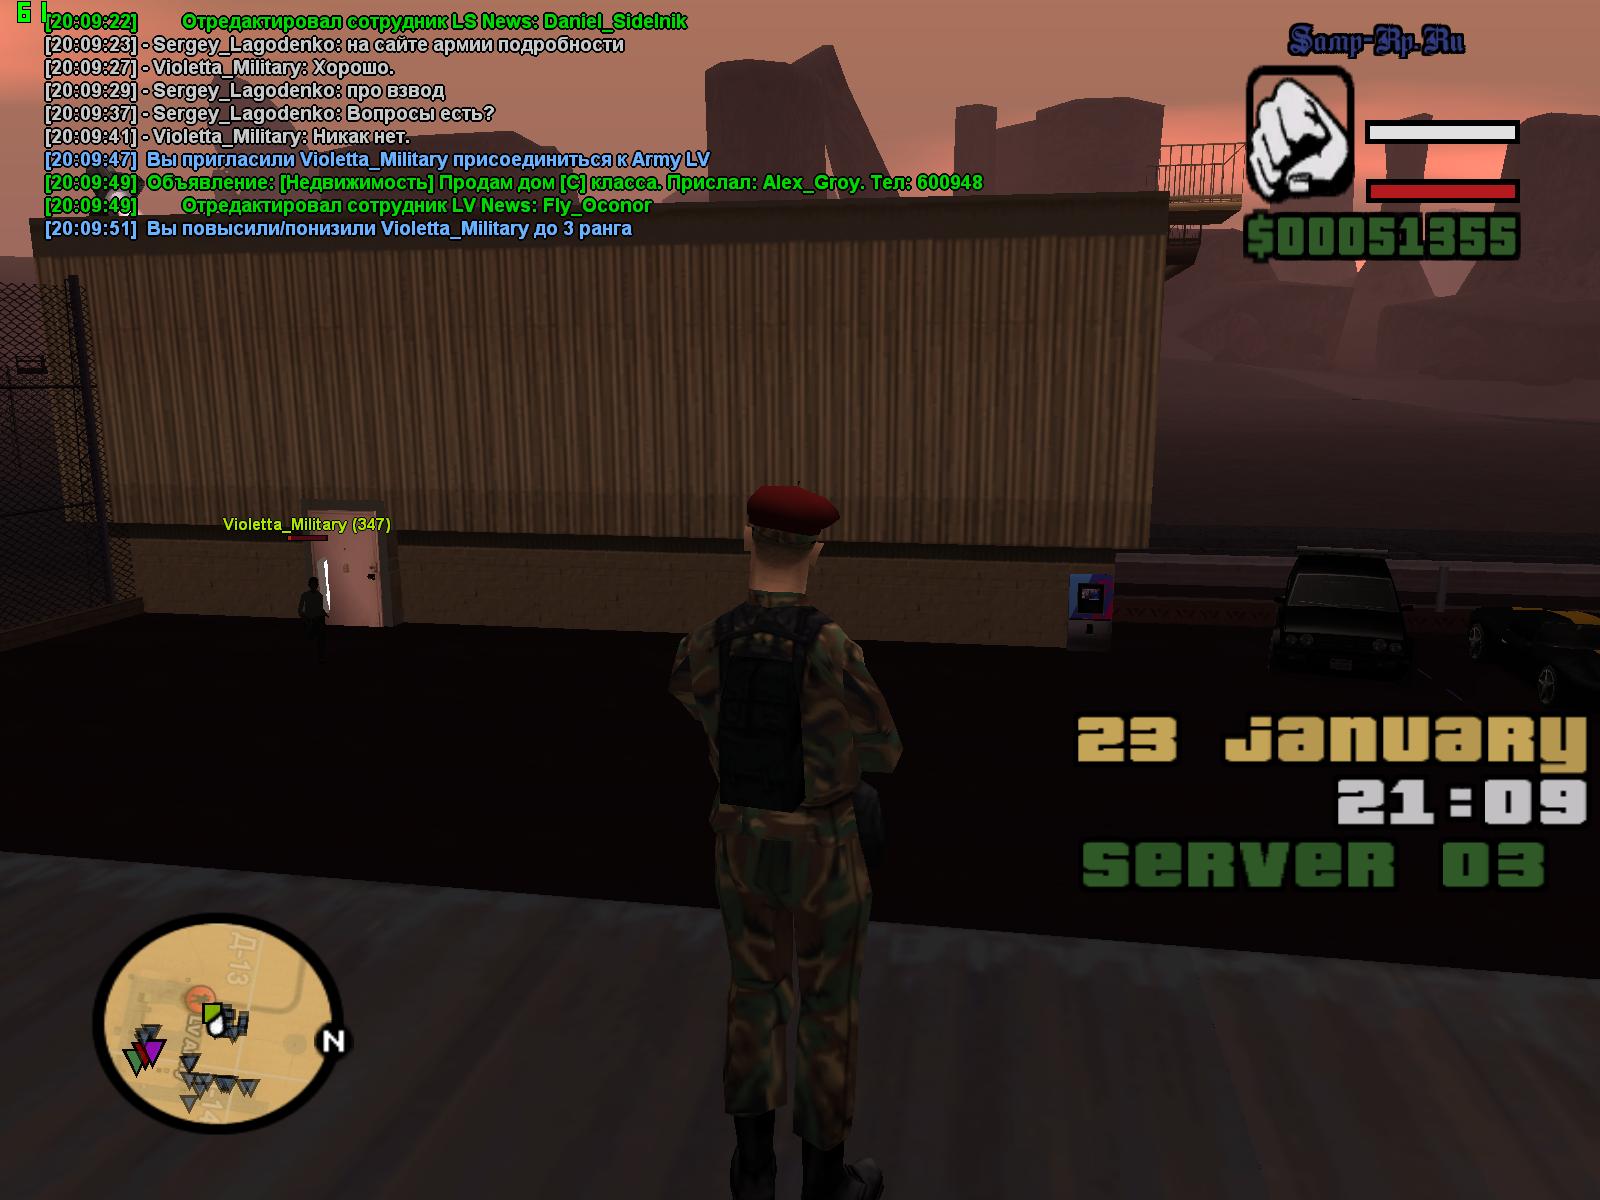 61
[20:09:22] Отредактировал сотрудник LS News: Daniel_Sidelnik
[20:09:23] - Sergey_Lagodenko: на сайте армии подробности
[20:09:27] - Violetta_Military: Хорошо.
[20:09:29] - Sergey_Lagodenko: про взвод
[20:09:37] - Sergey_Lagodenko: Вопросы есть?
[20:09:41] - Violetta_Military: Никак нет.
[20:09:47] Вы пригласили Violetta_Military присоединиться к Army LV
[20:09:49] Объявление: [Недвижимость] Продам дом [C] класса. Прислал: Alex_Groy. Тел: 600948
[20:09:49] Отредактировал сотрудник LV News: Fly_Oconor
[20:09:51] Вы повысили/понизили Violetta_Military до 3 ранга
Samp-Rp.Ru
$00051355
Violetta_Military (347)
23 January
21:09
Server 03
Д-13
LVA
N